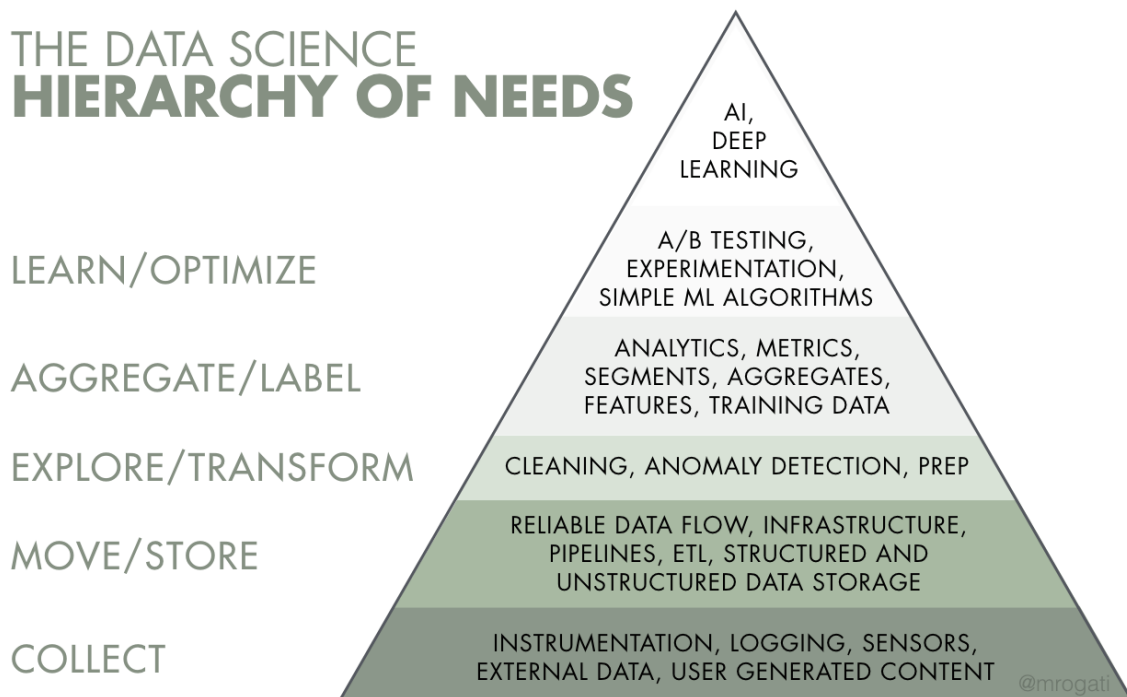 THE DATA SCIENCE
HIERARCHY OF NEEDS
AI,
DEEP
LEARNING
LEARN/OPTIMIZE
A/B TESTING,
EXPERIMENTATION,
SIMPLE ML ALGORITHMS
AGGREGATE/LABEL
ANALYTICS, METRICS,
SEGMENTS, AGGREGATES,
FEATURES, TRAINING DATA
EXPLORE/TRANSFORM
CLEANING, ANOMALY DETECTION, PREP
MOVE/STORE
RELIABLE DATA FLOW, INFRASTRUCTURE,
PIPELINES, ETL, STRUCTURED AND
UNSTRUCTURED DATA STORAGE
COLLECT
INSTRUMENTATION, LOGGING, SENSORS,
EXTERNAL DATA, USER GENERATED CONTENT
@mrogati